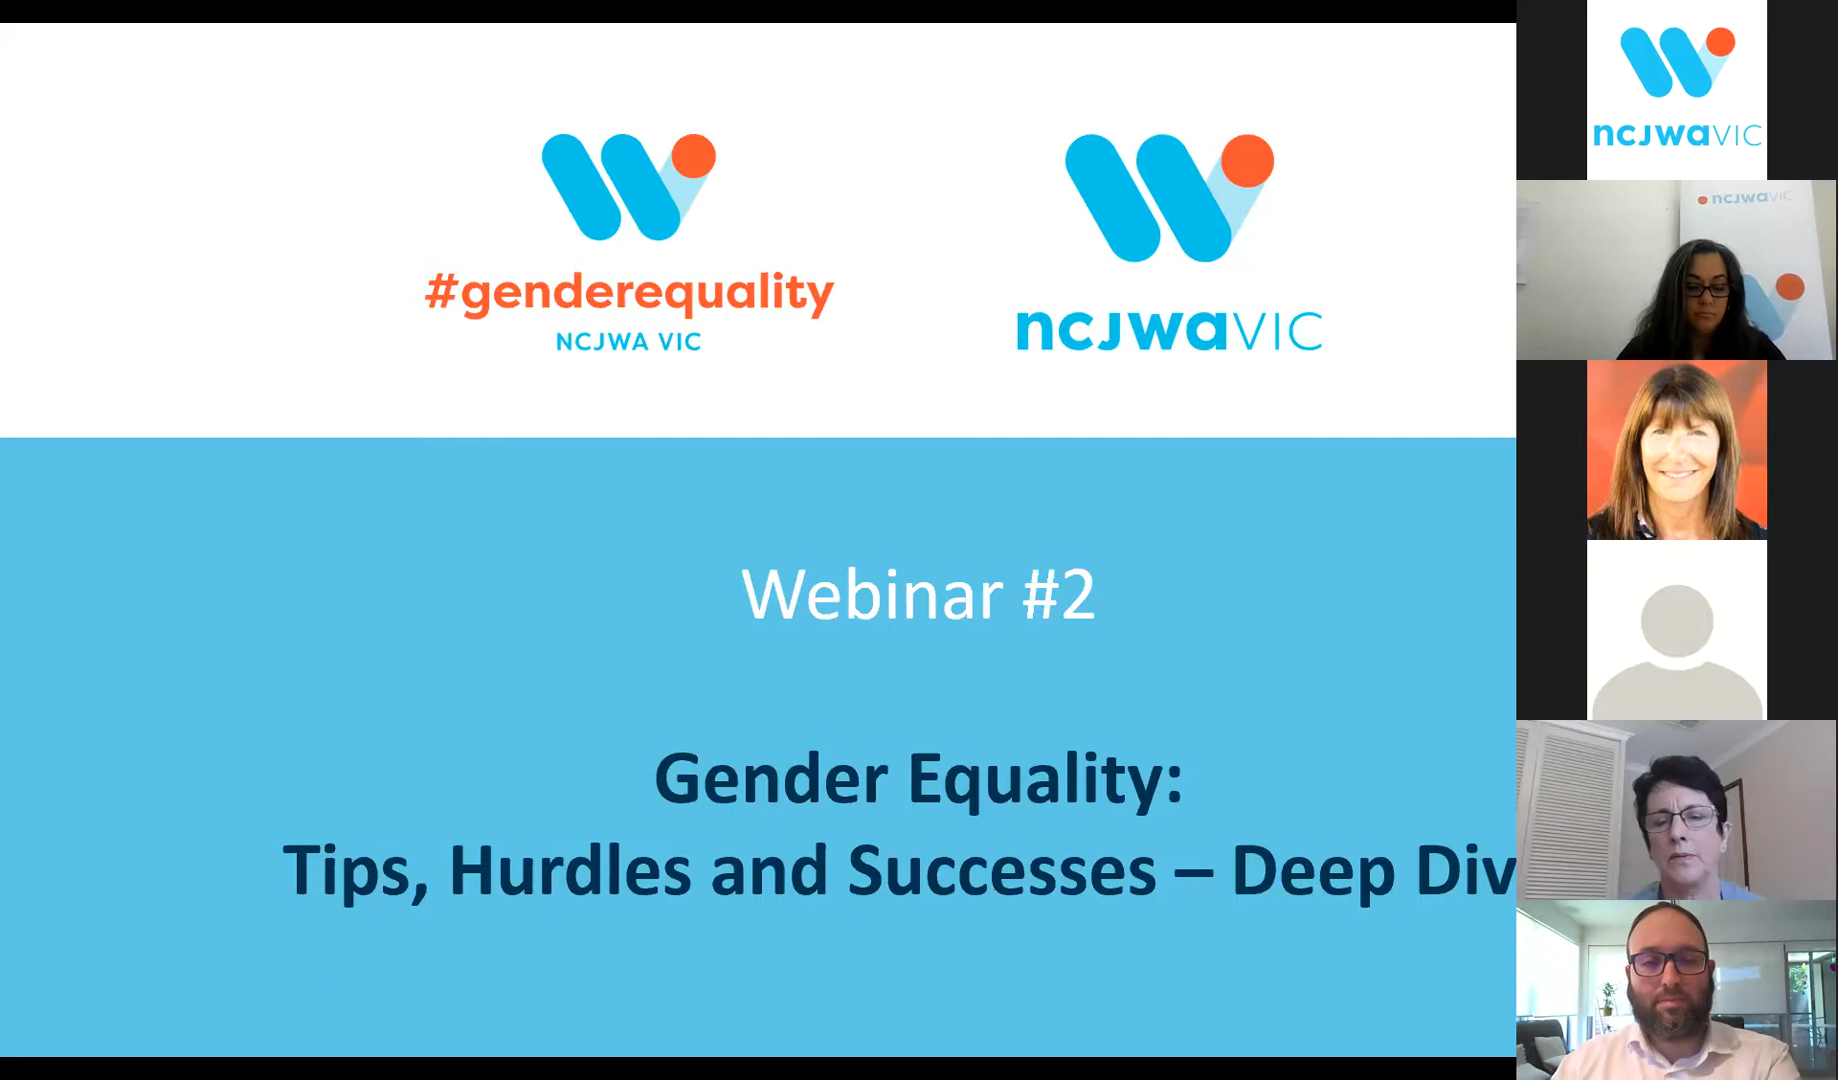 #genderequality
NCJWA VIC
ncjwaVIC
Webinar #2
Gender Equality:
Tips, Hurdles and Successes – Deep Div
ncjwaVIC
ncjwaVIC